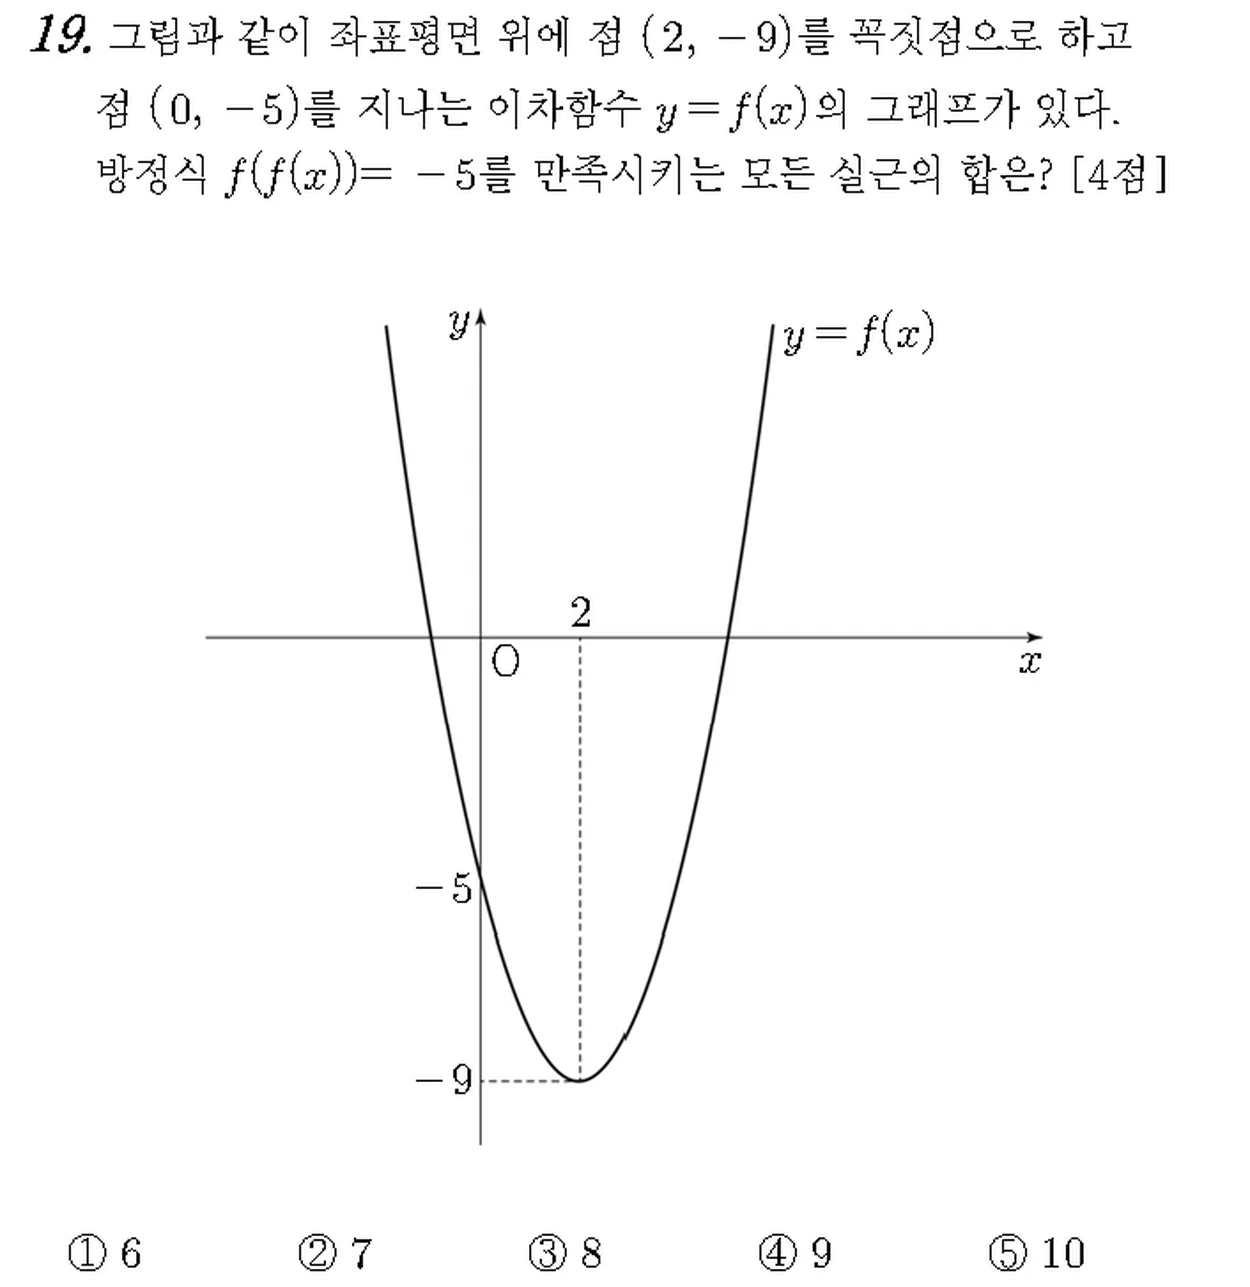 19. 그림과 같이 좌표평면 위에 점 (2, −9)를 꼭짓점으로 하고
점 (0, −5)를 지나는 이차함수 y=f(x)의 그래프가 있다.
방정식 f(f(x))= −5를 만족시키는 모든 실근의 합은? [4점]
y
y=f(x)
2
O
x
−5
−9
① 6 ② 7 ③ 8 ④ 9 ⑤ 10